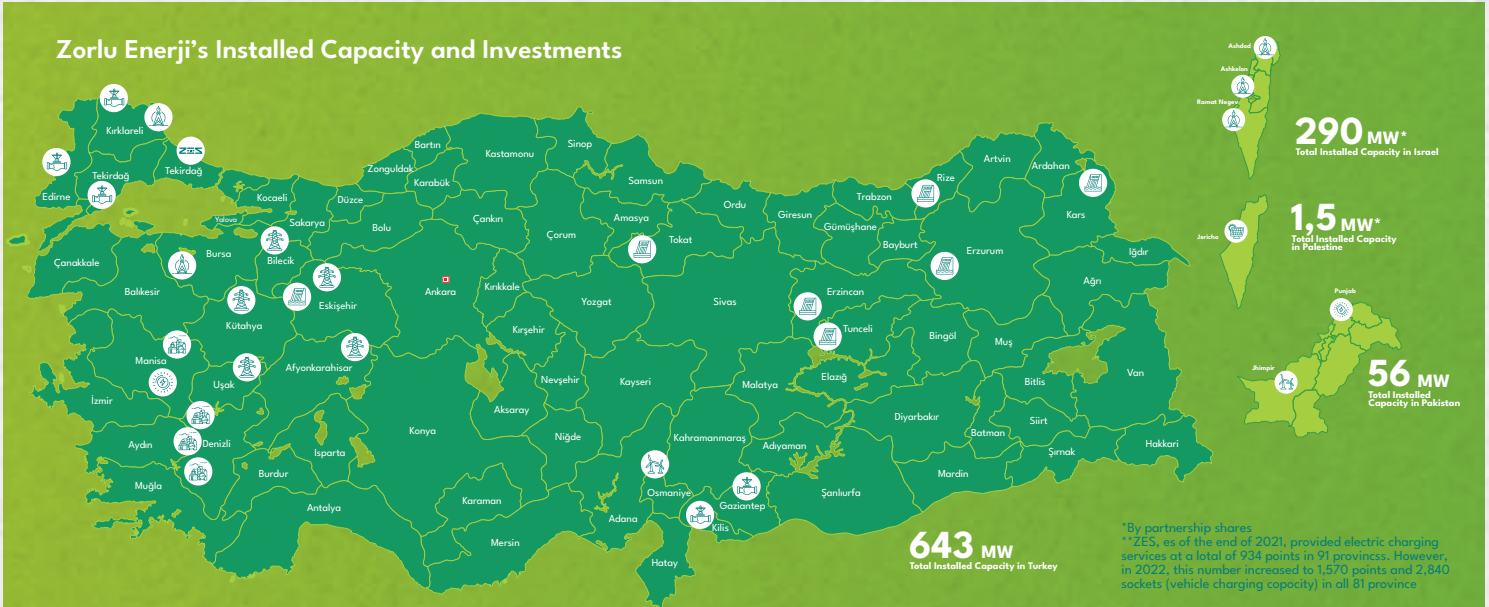 Zorlu Enerji's Installed Capacity and Investments
Kırklareli
Edirne
Tekirdağ
ZES
Tekirdağ
Kocaeli
Yalova
Sakarya
Düzce
Bolu
Zonguldak
Bartın
Karabük
Kastamonu
Sinop
Çankırı
Çorum
Samsun
Amasya
Tokat
Ordu
Giresun
Trabzon
Gümüşhane
Bayburt
Rize
Artvin
Ardahan
Kars
Erzurum
Iğdır
Ağrı
Çanakkale
Balıkesir
Bursa
Bilecik
Eskişehir
Kütahya
Ankara
Kırıkkale
Kırşehir
Yozgat
Sivas
Erzincan
Tunceli
Bingöl
Muş
Manisa
Uşak
Afyonkarahisar
İzmir
Aydın
Denizli
Muğla
Burdur
Isparta
Antalya
Konya
Aksaray
Nevşehir
Niğde
Kayseri
Malatya
Elazığ
Diyarbakır
Bitlis
Van
Batman
Siirt
Şırnak
Hakkari
Mardin
Şanlıurfa
Adıyaman
Kahramanmaraş
Osmaniye
Gaziantep
Kilis
Adana
Hatay
Mersin
Karaman
643 MW
Total Installed Capacity in Turkey
Ashdod
Ashkelon
Ramat Negev
290 MW*
Total Installed Capacity in Israel
Jericho
1,5 MW*
Total Installed Capacity
in Palestine
Punjab
Jhimpir
56 MW
Total Installed
Capacity in Pakistan
*By partnership shares
**ZES, es of the end of 2021, provided electric charging
services at a lotal of 934 points in 91 provincss. However,
in 2022, this number increased to 1,570 points and 2,840
sockets (vehicle charging copocity) in all 81 province